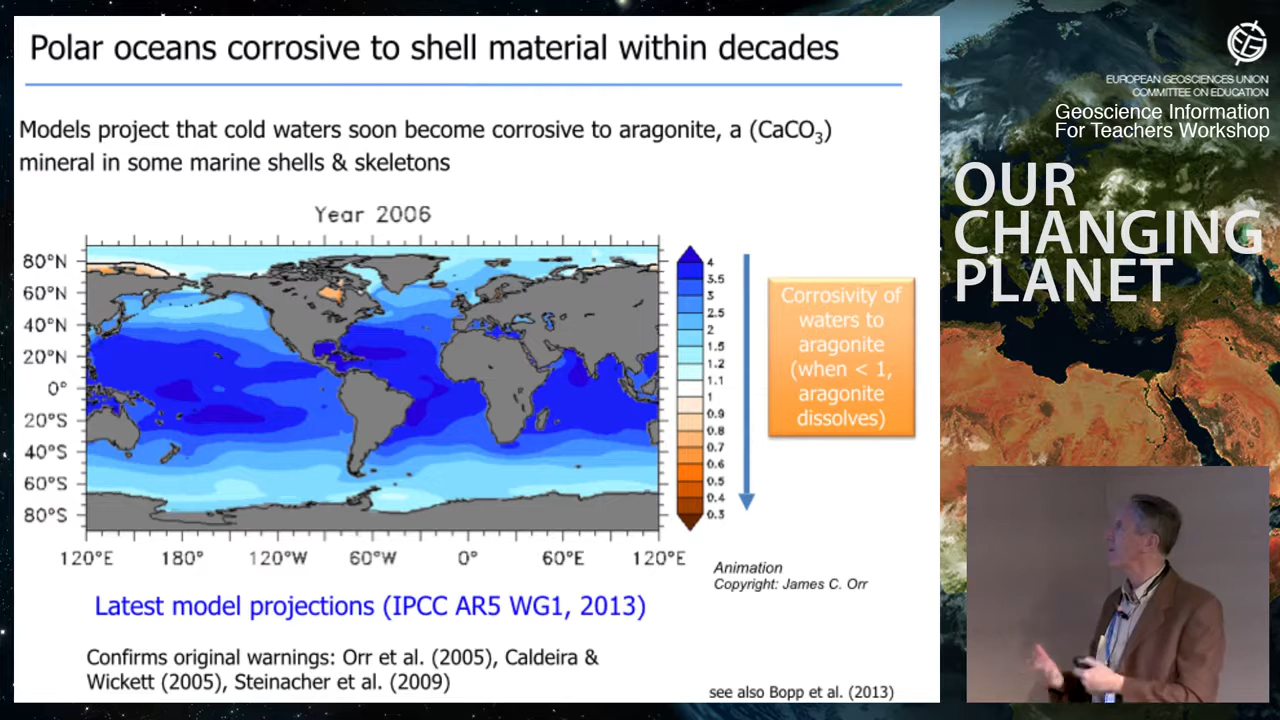 Polar oceans corrosive to shell material within decades
Models project that cold waters soon become corrosive to aragonite, a (CaCO₃)
mineral in some marine shells & skeletons
Year 2006
80°N
60°N
40°N
20°N
0°
20°S
40°S
60°S
80°S
120°E 180° 120°W 60°W 0° 60°E 120°E
4
3.5
3
2.5
2
1.5
1.2
1.1
1
0.9
0.8
0.7
0.6
0.5
0.4
0.3
Corrosivity of
waters to
aragonite
(when < 1,
aragonite
dissolves)
Animation
Copyright: James C. Orr
Latest model projections (IPCC AR5 WG1, 2013)
Confirms original warnings: Orr et al. (2005), Caldeira &
Wickett (2005), Steinacher et al. (2009)
see also Bopp et al. (2013)
EUROPEAN GEOSCIENCES UNION
COMMITTEE ON EDUCATION
Geoscience Information
For Teachers Workshop
OUR
CHANGING
PLANET